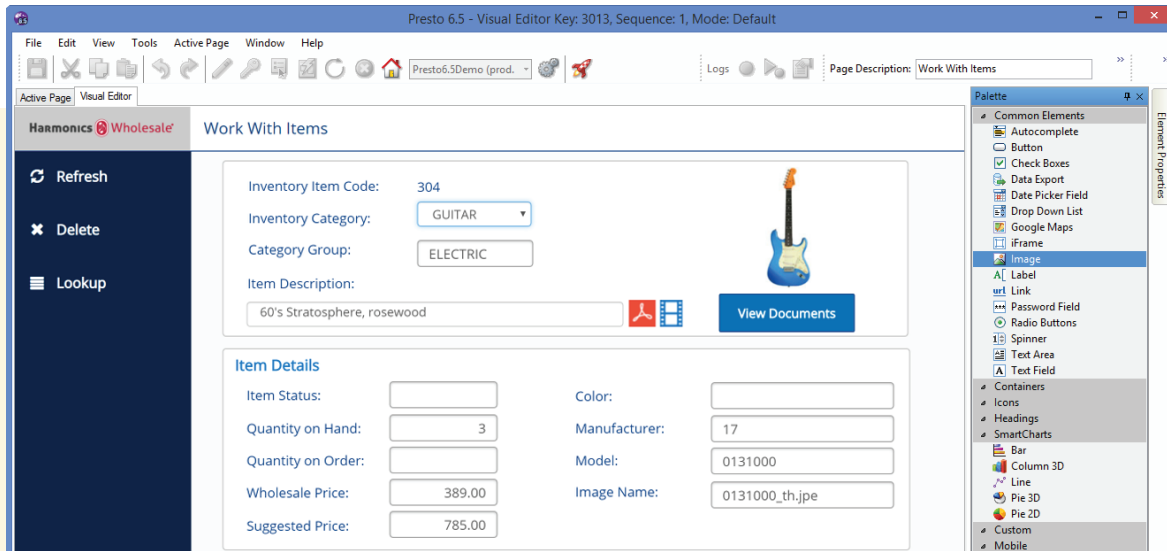 Presto 6.5 - Visual Editor Key: 3013, Sequence: 1, Mode: Default
File Edit View Tools Active Page Window Help
Presto6.5Demo (prod. Logs Page Description: Work With Items
Active Page Visual Editor
Harmonics Wholesale Work With Items
Refresh
Delete
Lookup
Inventory Item Code: 304
Inventory Category: GUITAR
Category Group: ELECTRIC
Item Description:
60's Stratosphere, rosewood
View Documents
Item Details
Item Status: Color:
Quantity on Hand: 3 Manufacturer: 17
Quantity on Order: Model: 0131000
Wholesale Price: 389.00 Image Name: 0131000_th.jpe
Suggested Price: 785.00
Palette
Common Elements
Autocomplete
Button
Check Boxes
Data Export
Date Picker Field
Drop Down List
Google Maps
iFrame
Image
A[ Label
url Link
Password Field
Radio Buttons
Spinner
Text Area
A Text Field
Containers
Icons
Headings
SmartCharts
Bar
Column 3D
Line
Pie 3D
Pie 2D
Custom
Mobile
Element Properties